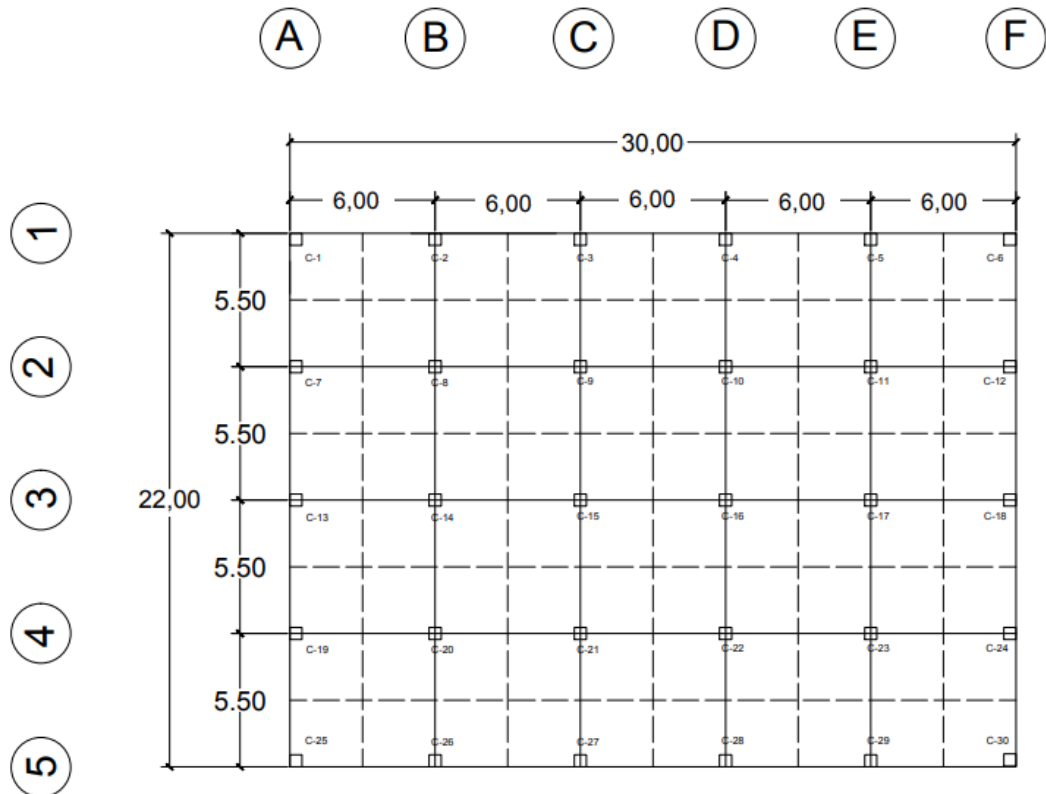 A B C D E F
30,00
6,00 6,00 6,00 6,00 6,00
1
C-1 C-2 C-3 C-4 C-5 C-6
5.50
2
C-7 C-8 C-9 C-10 C-11 C-12
5.50
3
22,00
C-13 C-14 C-15 C-16 C-17 C-18
5.50
4
C-19 C-20 C-21 C-22 C-23 C-24
5.50
C-25 C-26 C-27 C-28 C-29 C-30
5